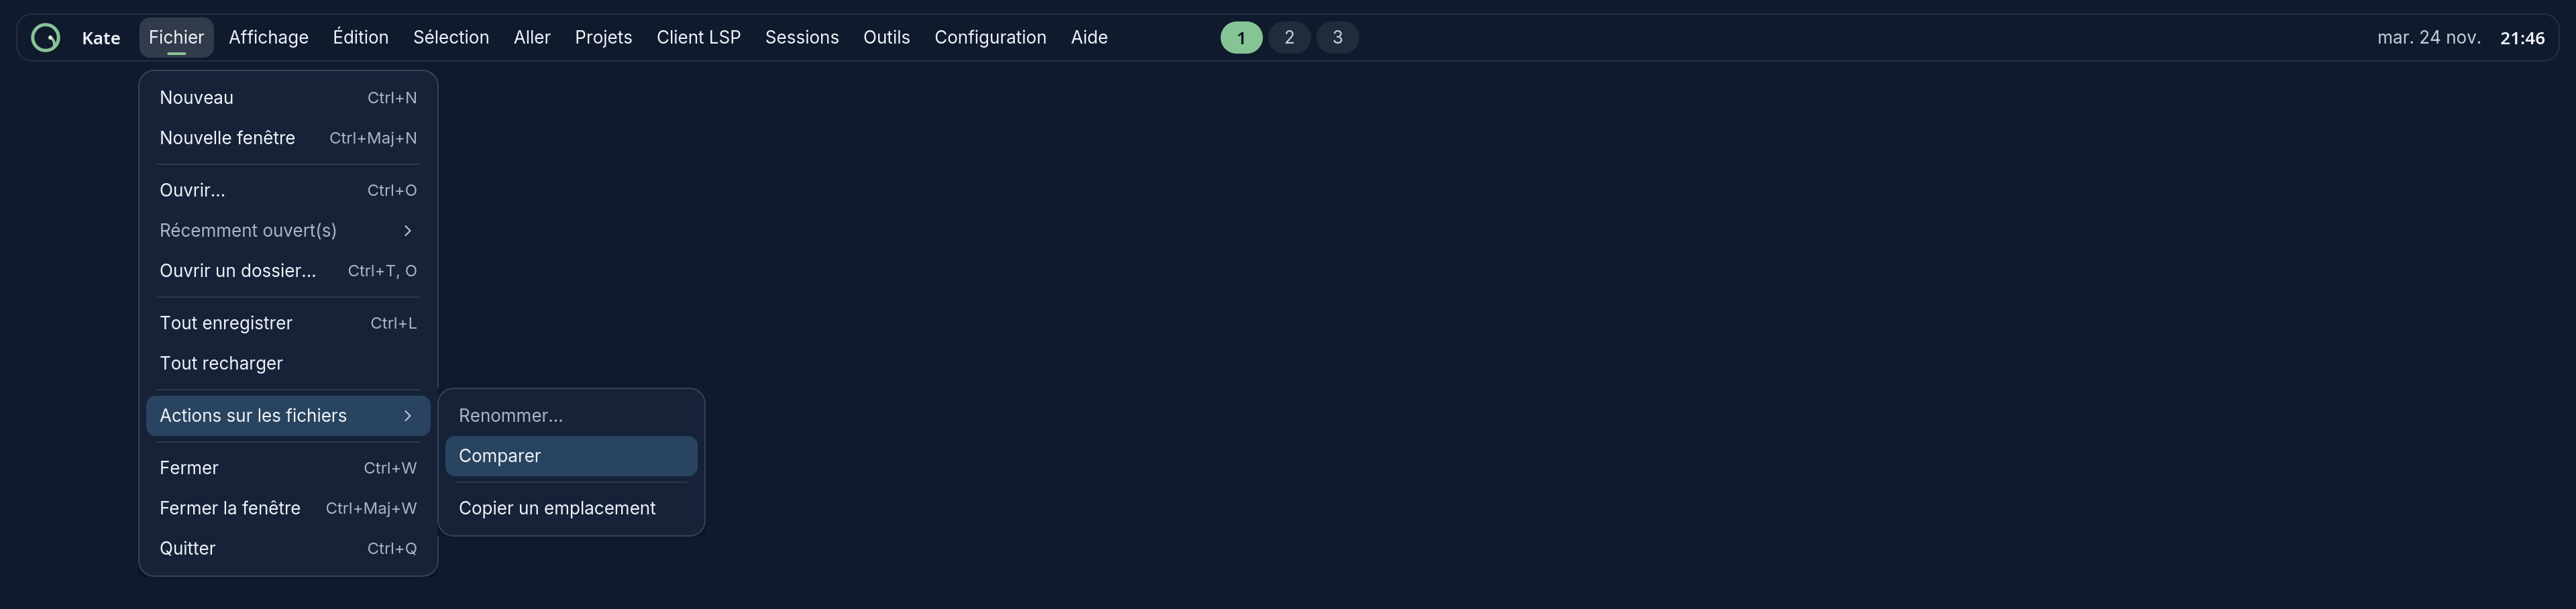 Kate Fichier Affichage Édition Sélection Aller Projets Client LSP Sessions Outils Configuration Aide 1 2 3 mar. 24 nov. 21:46
Nouveau Ctrl+N
Nouvelle fenêtre Ctrl+Maj+N
Ouvrir... Ctrl+O
Récemment ouvert(s)
Ouvrir un dossier... Ctrl+T, O
Tout enregistrer Ctrl+L
Tout recharger
Actions sur les fichiers
Renommer...
Comparer
Copier un emplacement
Fermer Ctrl+W
Fermer la fenêtre Ctrl+Maj+W
Quitter Ctrl+Q